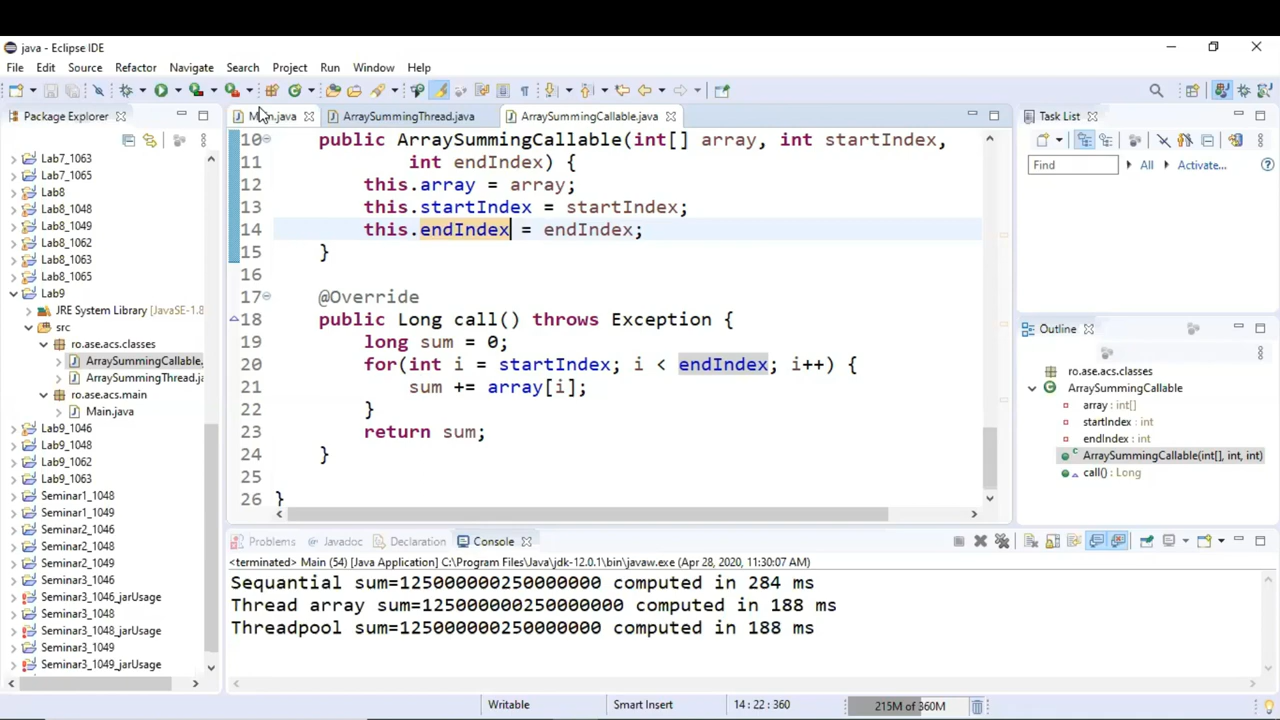 java - Eclipse IDE
File Edit Source Refactor Navigate Search Project Run Window Help
Package Explorer
Lab7_1063
Lab7_1065
Lab8
Lab8_1048
Lab8_1049
Lab8_1062
Lab8_1063
Lab8_1065
Lab9
JRE System Library [JavaSE-1.8
src
ro.ase.acs.classes
ArraySummingCallable.
ArraySummingThread.ja
ro.ase.acs.main
Main.java
Lab9_1046
Lab9_1048
Lab9_1062
Lab9_1063
Seminar1_1048
Seminar1_1049
Seminar2_1046
Seminar2_1048
Seminar2_1049
Seminar3_1046
Seminar3_1046_jarUsage
Seminar3_1048
Seminar3_1048_jarUsage
Seminar3_1049
Seminar3_1049_jarUsage
ArraySummingThread.java ArraySummingCallable.java
10 public ArraySummingCallable(int[] array, int startIndex,
11 int endIndex) {
12 this.array = array;
13 this.startIndex = startIndex;
14 this.endIndex = endIndex;
15 }
16
17 @Override
18 public Long call() throws Exception {
19 long sum = 0;
20 for(int i = startIndex; i < endIndex; i++) {
21 sum += array[i];
22 }
23 return sum;
24 }
25
26 }
Problems Javadoc Declaration Console
<terminated> Main (54) [Java Application] C:\Program Files\Java\jdk-12.0.1\bin\javaw.exe (Apr 28, 2020, 11:30:07 AM)
Sequantial sum=125000000250000000 computed in 284 ms
Thread array sum=125000000250000000 computed in 188 ms
Threadpool sum=125000000250000000 computed in 188 ms
Task List
Find All Activate...
Outline
ro.ase.acs.classes
ArraySummingCallable
array : int[]
startIndex : int
endIndex : int
ArraySummingCallable(int[], int, int)
call() : Long
Writable Smart Insert 14 : 22 : 360 215M of 360M